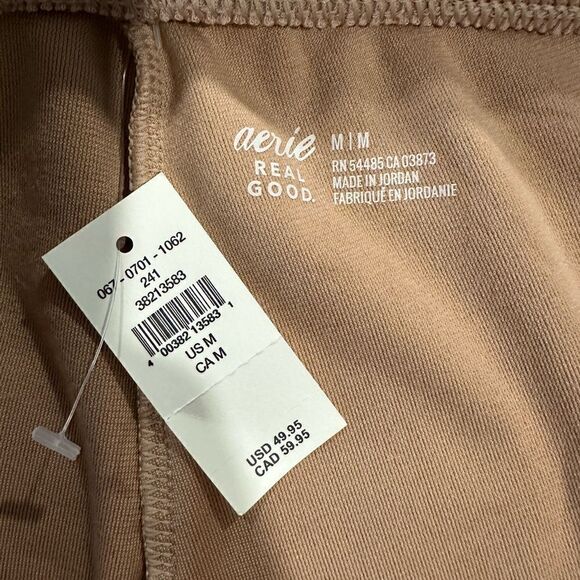 aerie
REAL
GOOD.
M | M
RN 54485 CA 03873
MADE IN JORDAN
FABRIQUÉ EN JORDANIE
067 - 0701 - 1062
241
38213583
4 00382 13583 1
US M
CA M
USD 49.95
CAD 59.95